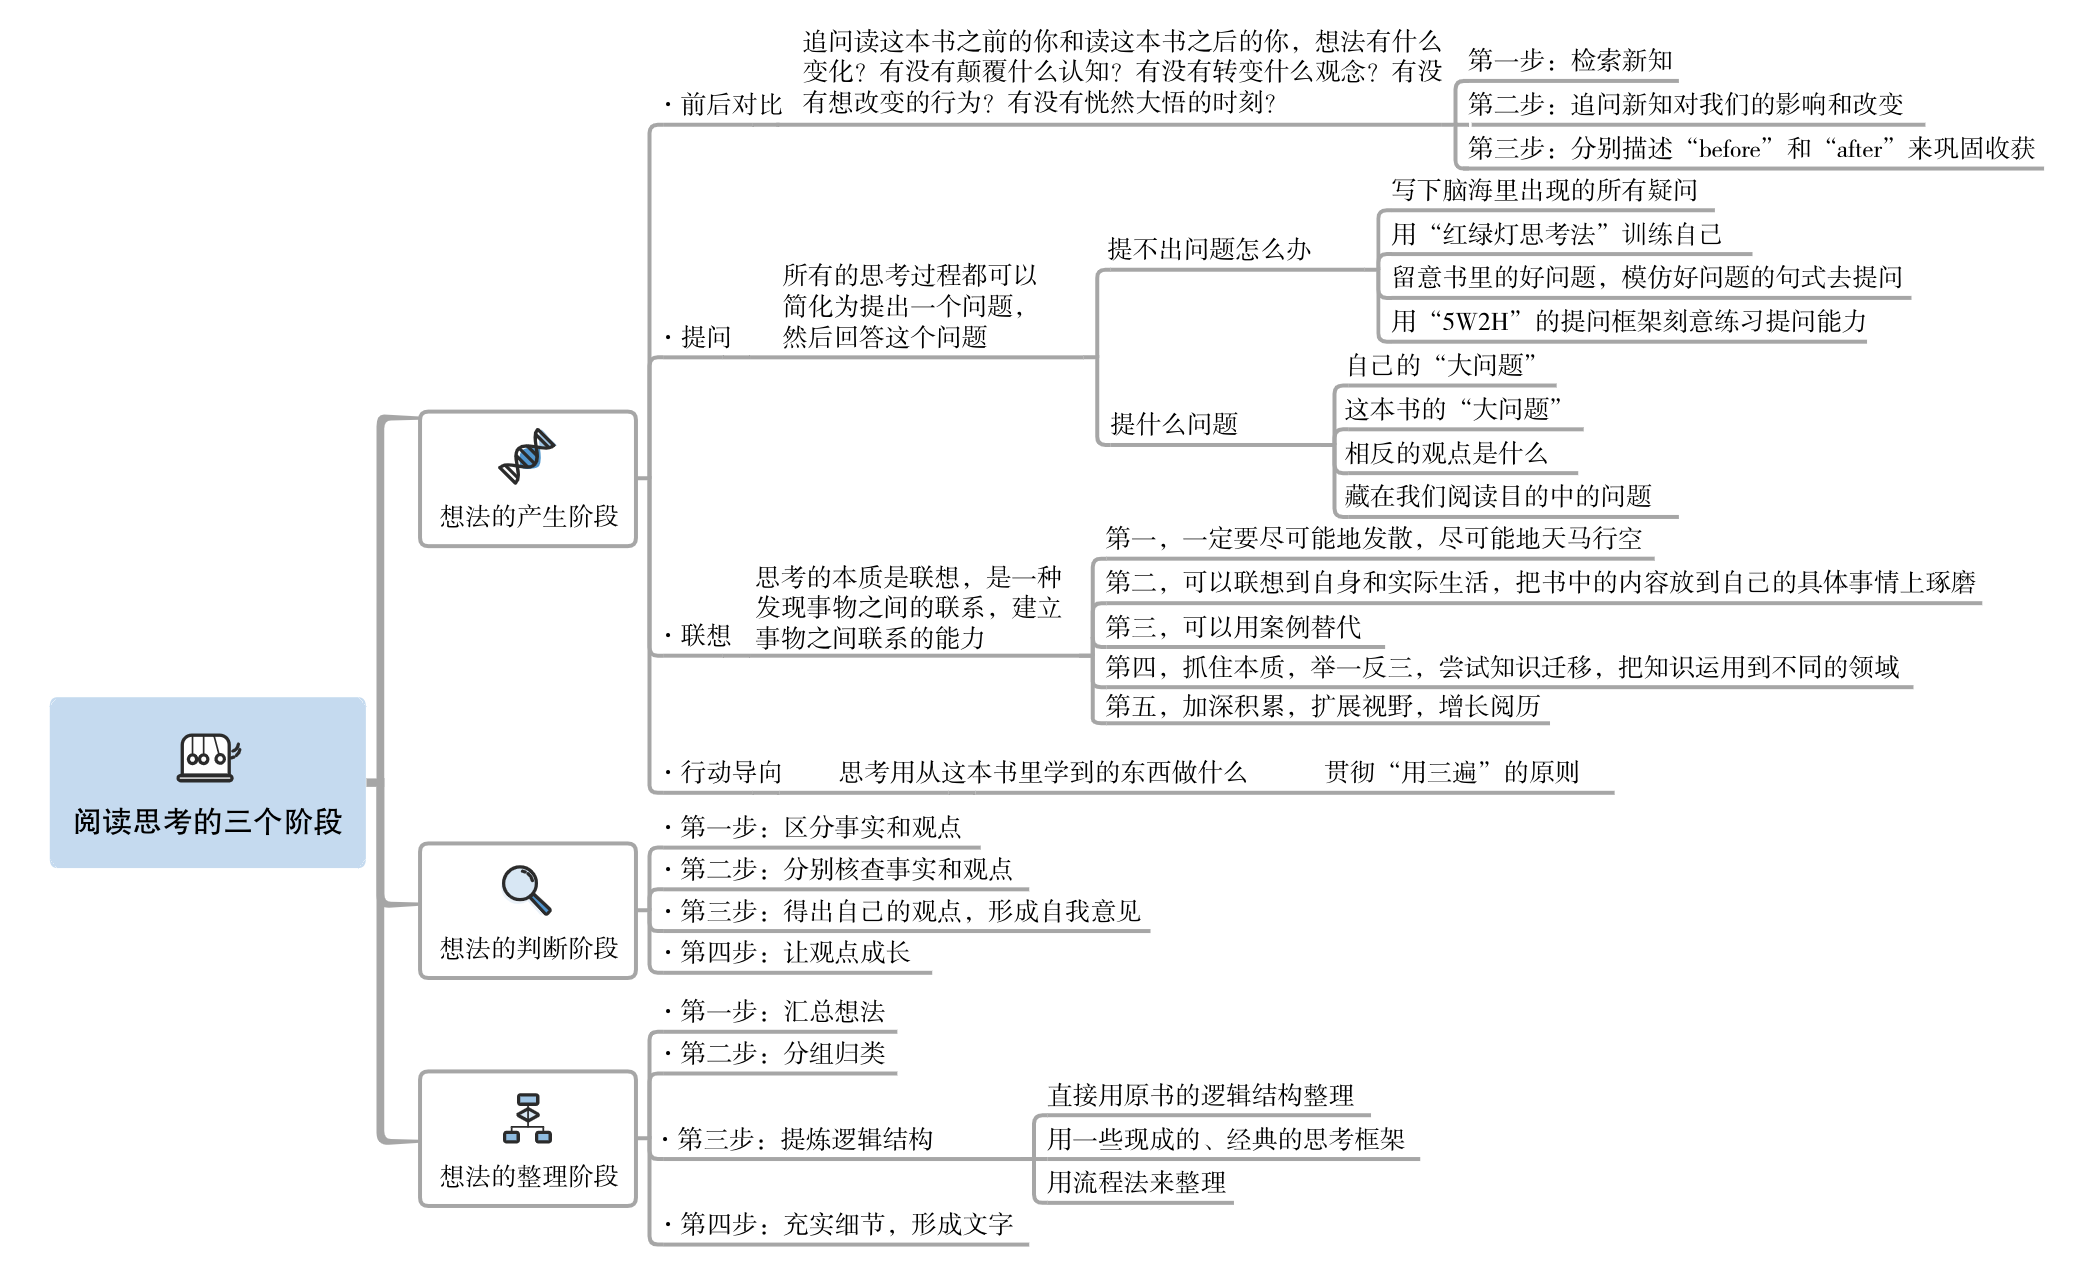 阅读思考的三个阶段
想法的产生阶段
· 前后对比
追问读这本书之前的你和读这本书之后的你，想法有什么
变化？有没有颠覆什么认知？有没有转变什么观念？有没
有想改变的行为？有没有恍然大悟的时刻？
第一步：检索新知
第二步：追问新知对我们的影响和改变
第三步：分别描述“before”和“after”来巩固收获
· 提问
所有的思考过程都可以
简化为提出一个问题，
然后回答这个问题
提不出问题怎么办
写下脑海里出现的所有疑问
用“红绿灯思考法”训练自己
留意书里的好问题，模仿好问题的句式去提问
用“5W2H”的提问框架刻意练习提问能力
提什么问题
自己的“大问题”
这本书的“大问题”
相反的观点是什么
藏在我们阅读目的中的问题
· 联想
思考的本质是联想，是一种
发现事物之间的联系，建立
事物之间联系的能力
第一，一定要尽可能地发散，尽可能地天马行空
第二，可以联想到自身和实际生活，把书中的内容放到自己的具体事情上琢磨
第三，可以用案例替代
第四，抓住本质，举一反三，尝试知识迁移，把知识运用到不同的领域
第五，加深积累，扩展视野，增长阅历
· 行动导向
思考用从这本书里学到的东西做什么
贯彻“用三遍”的原则
想法的判断阶段
· 第一步：区分事实和观点
· 第二步：分别核查事实和观点
· 第三步：得出自己的观点，形成自我意见
· 第四步：让观点成长
想法的整理阶段
· 第一步：汇总想法
· 第二步：分组归类
· 第三步：提炼逻辑结构
直接用原书的逻辑结构整理
用一些现成的、经典的思考框架
用流程法来整理
· 第四步：充实细节，形成文字